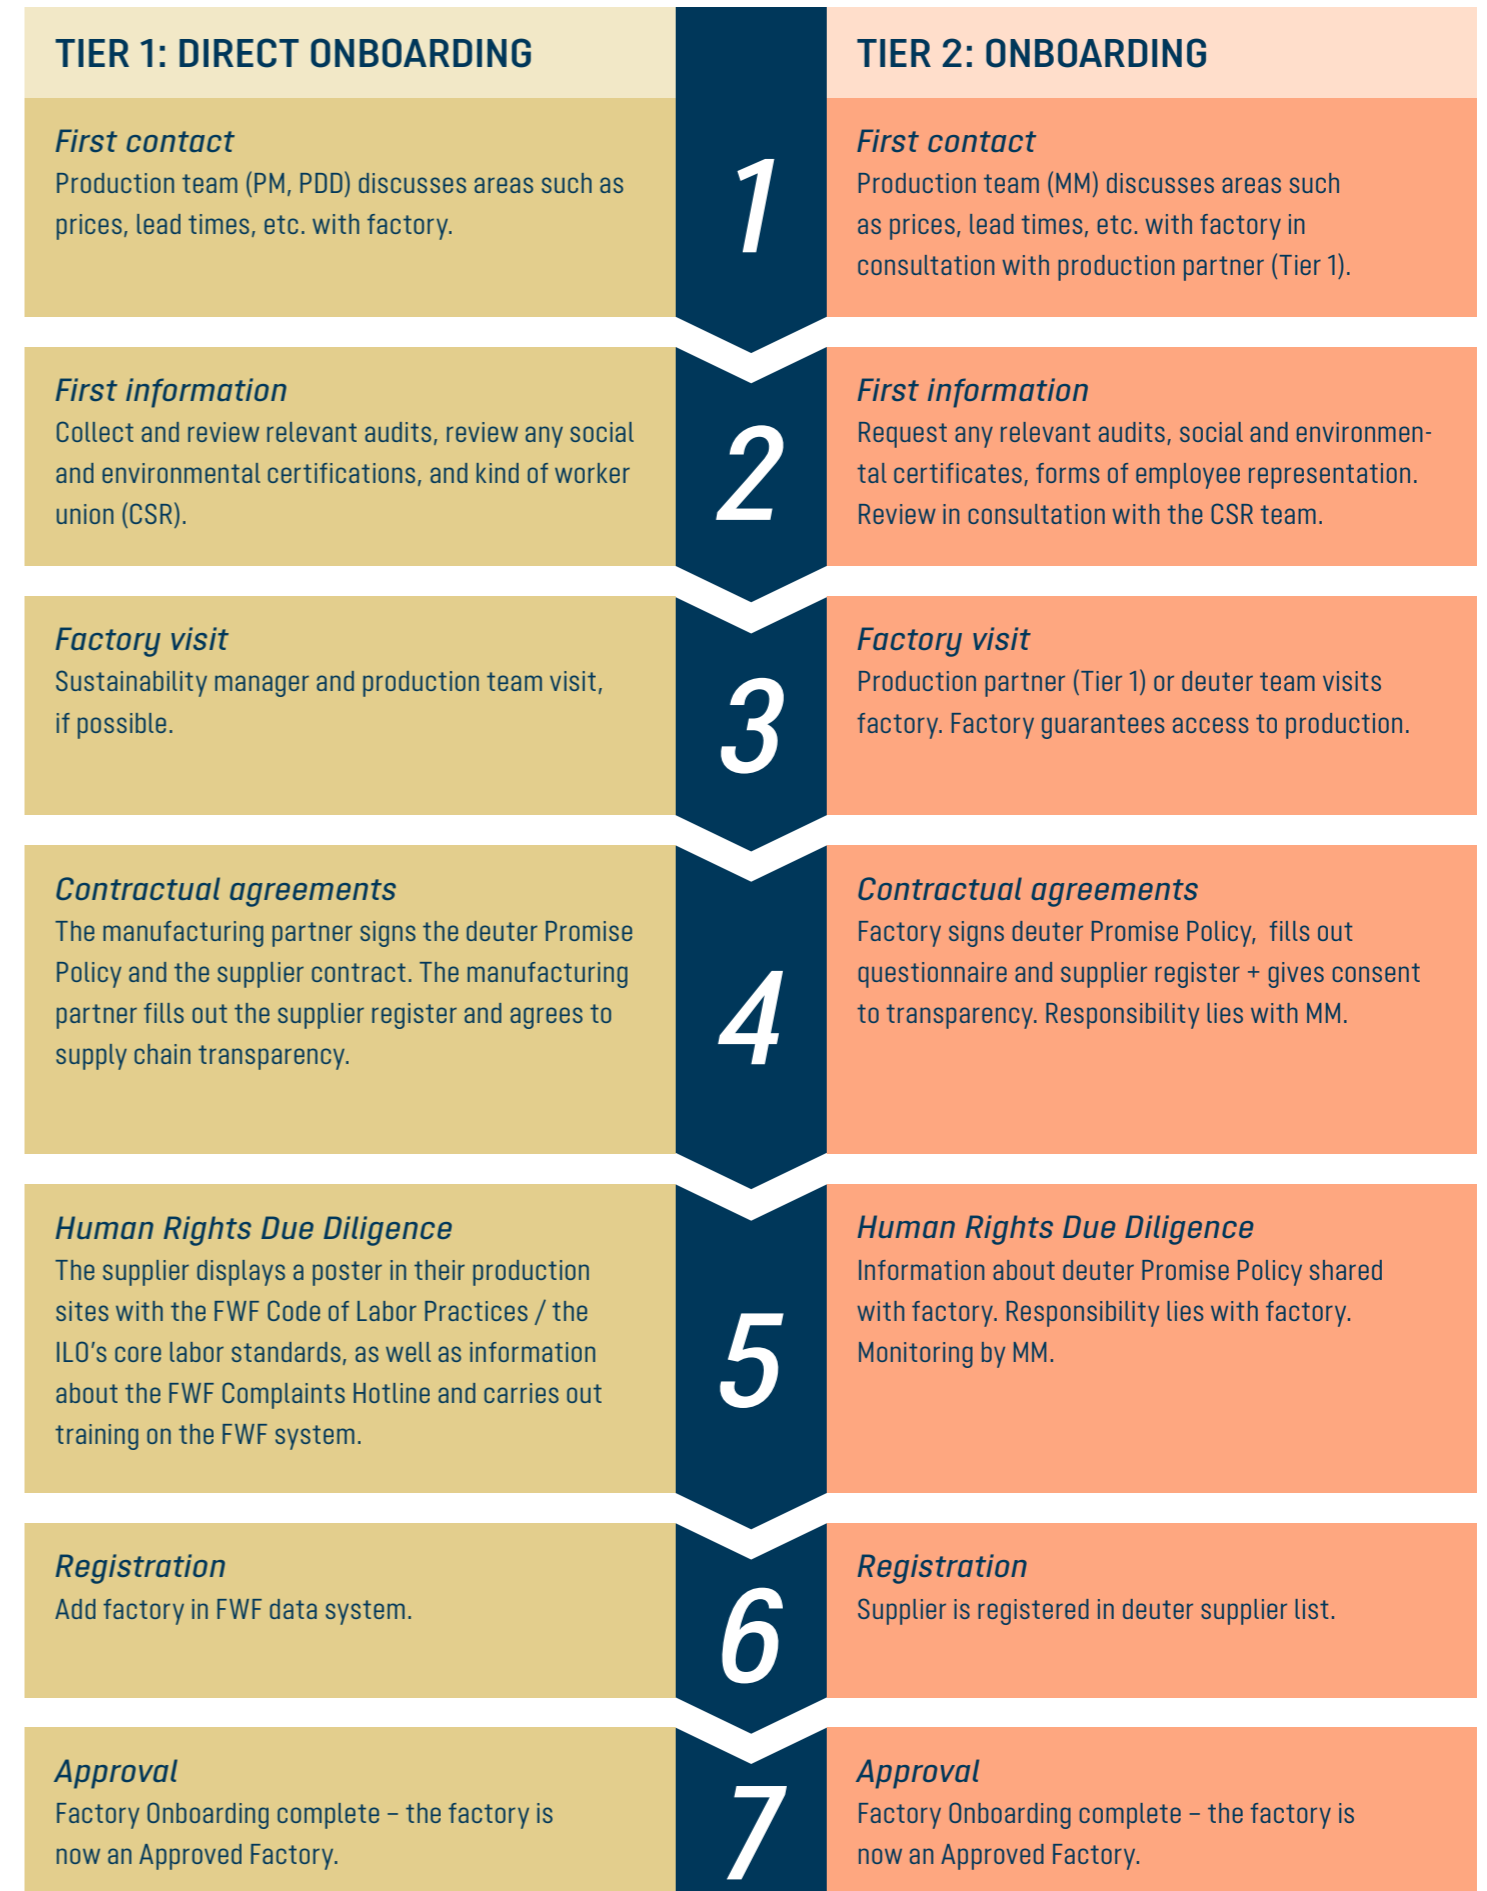 TIER 1: DIRECT ONBOARDING
TIER 2: ONBOARDING
1
First contact
Production team (PM, PDD) discusses areas such as
prices, lead times, etc. with factory.
First contact
Production team (MM) discusses areas such
as prices, lead times, etc. with factory in
consultation with production partner (Tier 1).
2
First information
Collect and review relevant audits, review any social
and environmental certifications, and kind of worker
union (CSR).
First information
Request any relevant audits, social and environmen-
tal certificates, forms of employee representation.
Review in consultation with the CSR team.
3
Factory visit
Sustainability manager and production team visit,
if possible.
Factory visit
Production partner (Tier 1) or deuter team visits
factory. Factory guarantees access to production.
4
Contractual agreements
The manufacturing partner signs the deuter Promise
Policy and the supplier contract. The manufacturing
partner fills out the supplier register and agrees to
supply chain transparency.
Contractual agreements
Factory signs deuter Promise Policy, fills out
questionnaire and supplier register + gives consent
to transparency. Responsibility lies with MM.
5
Human Rights Due Diligence
The supplier displays a poster in their production
sites with the FWF Code of Labor Practices / the
ILO’s core labor standards, as well as information
about the FWF Complaints Hotline and carries out
training on the FWF system.
Human Rights Due Diligence
Information about deuter Promise Policy shared
with factory. Responsibility lies with factory.
Monitoring by MM.
6
Registration
Add factory in FWF data system.
Registration
Supplier is registered in deuter supplier list.
7
Approval
Factory Onboarding complete – the factory is
now an Approved Factory.
Approval
Factory Onboarding complete – the factory is
now an Approved Factory.